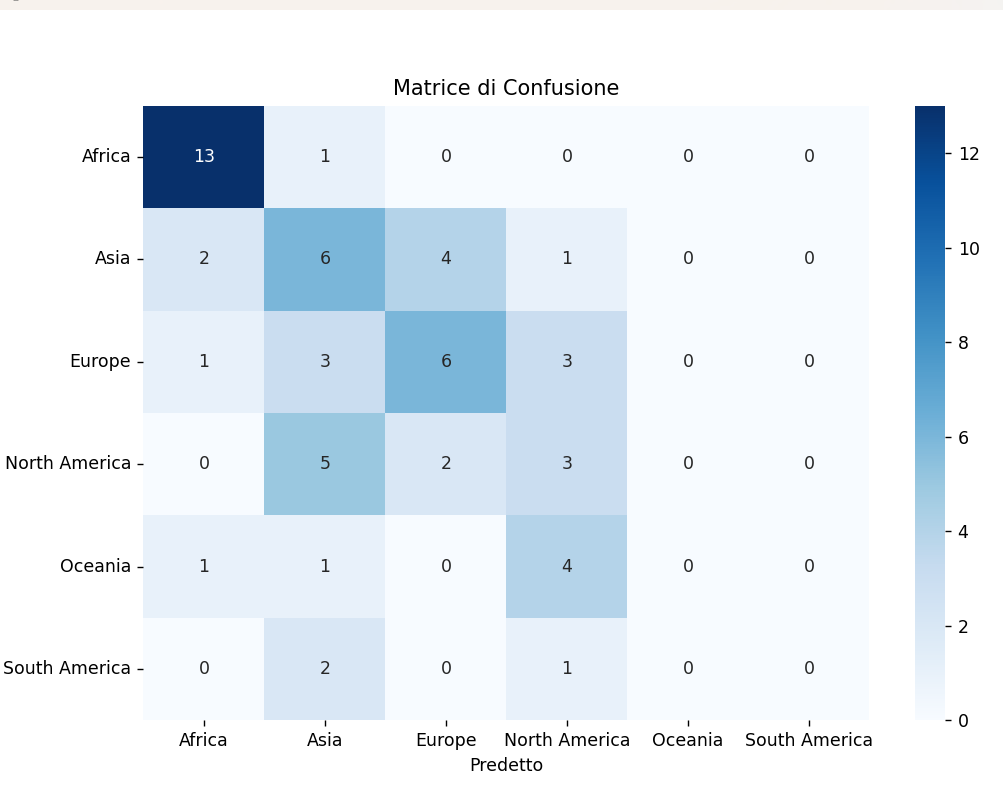 Matrice di Confusione
Africa 13 1 0 0 0 0
Asia 2 6 4 1 0 0
Europe 1 3 6 3 0 0
North America 0 5 2 3 0 0
Oceania 1 1 0 4 0 0
South America 0 2 0 1 0 0
Africa Asia Europe North America Oceania South America
Predetto
12
10
8
6
4
2
0